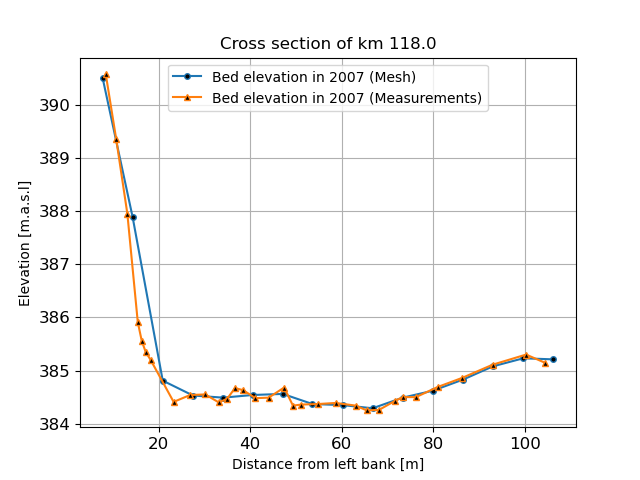 Cross section of km 118.0
Bed elevation in 2007 (Mesh)
Bed elevation in 2007 (Measurements)
Elevation [m.a.s.l]
390
389
388
387
386
385
384
20 40 60 80 100
Distance from left bank [m]